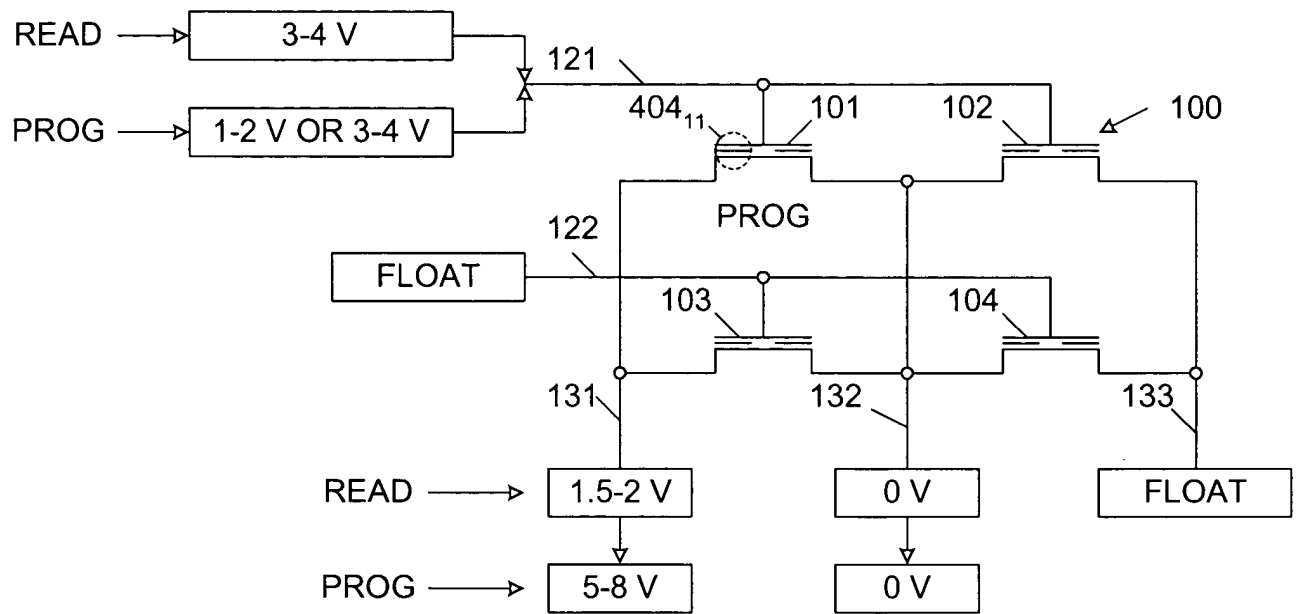 READ
3-4 V
121
404₁₁
101
102
100
PROG
1-2 V OR 3-4 V
PROG
122
FLOAT
103
104
131
132
133
READ
1.5-2 V
0 V
FLOAT
PROG
5-8 V
0 V